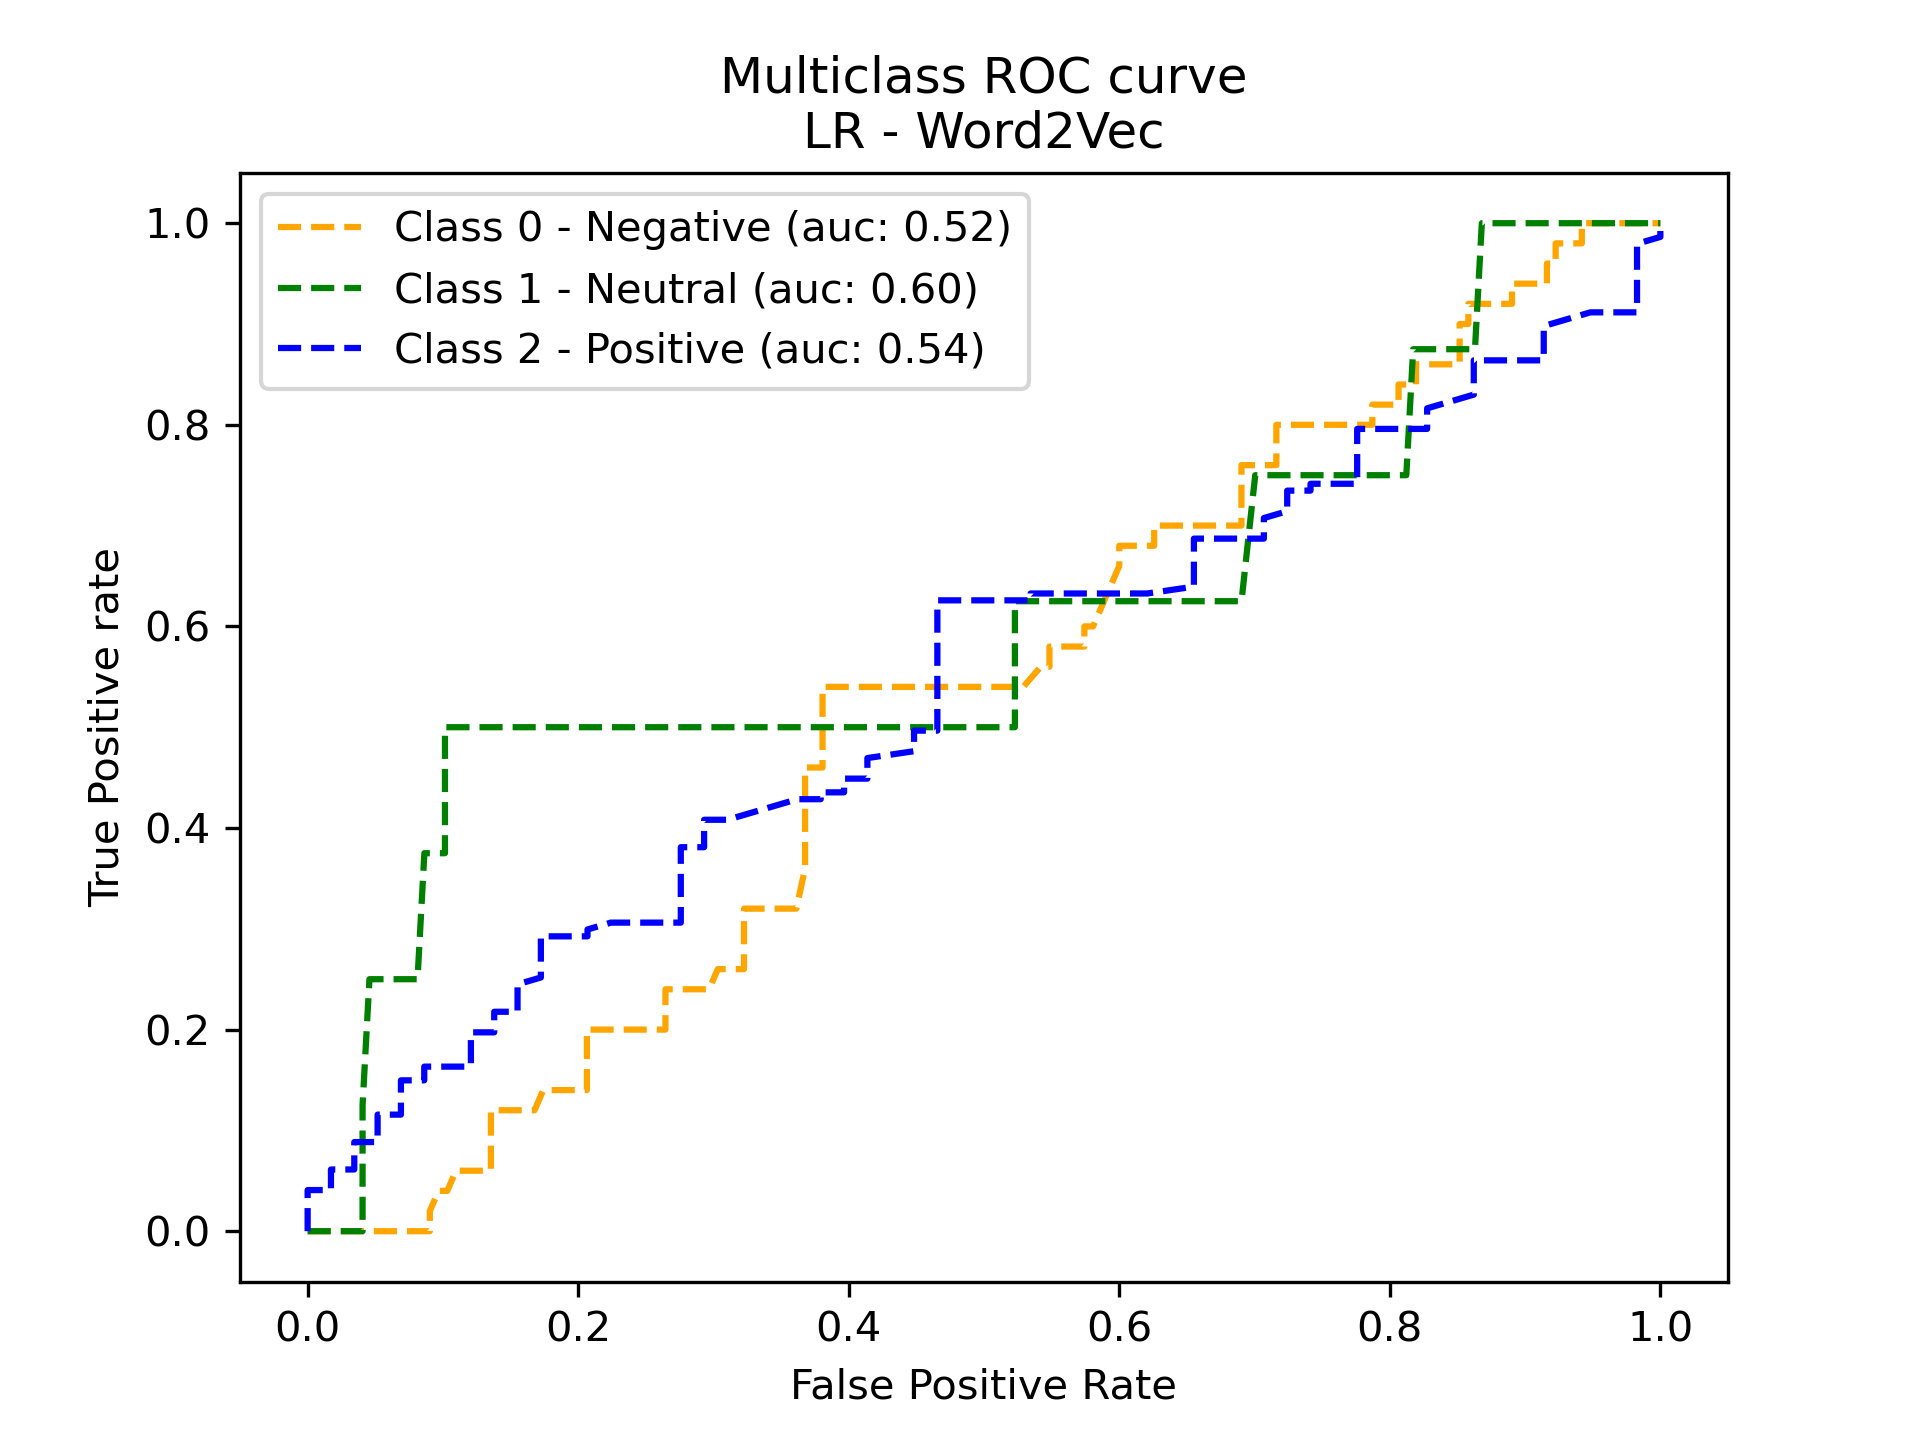 Multiclass ROC curve
LR - Word2Vec
Class 0 - Negative (auc: 0.52)
Class 1 - Neutral (auc: 0.60)
Class 2 - Positive (auc: 0.54)
True Positive rate
1.0
0.8
0.6
0.4
0.2
0.0
0.0 0.2 0.4 0.6 0.8 1.0
False Positive Rate